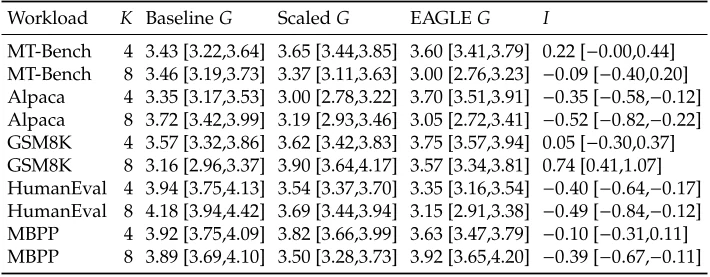 Workload K Baseline G Scaled G EAGLE G I
MT-Bench 4 3.43 [3.22,3.64] 3.65 [3.44,3.85] 3.60 [3.41,3.79] 0.22 [−0.00,0.44]
MT-Bench 8 3.46 [3.19,3.73] 3.37 [3.11,3.63] 3.00 [2.76,3.23] −0.09 [−0.40,0.20]
Alpaca 4 3.35 [3.17,3.53] 3.00 [2.78,3.22] 3.70 [3.51,3.91] −0.35 [−0.58,−0.12]
Alpaca 8 3.72 [3.42,3.99] 3.19 [2.93,3.46] 3.05 [2.72,3.41] −0.52 [−0.82,−0.22]
GSM8K 4 3.57 [3.32,3.86] 3.62 [3.42,3.83] 3.75 [3.57,3.94] 0.05 [−0.30,0.37]
GSM8K 8 3.16 [2.96,3.37] 3.90 [3.64,4.17] 3.57 [3.34,3.81] 0.74 [0.41,1.07]
HumanEval 4 3.94 [3.75,4.13] 3.54 [3.37,3.70] 3.35 [3.16,3.54] −0.40 [−0.64,−0.17]
HumanEval 8 4.18 [3.94,4.42] 3.69 [3.44,3.94] 3.15 [2.91,3.38] −0.49 [−0.84,−0.12]
MBPP 4 3.92 [3.75,4.09] 3.82 [3.66,3.99] 3.63 [3.47,3.79] −0.10 [−0.31,0.11]
MBPP 8 3.89 [3.69,4.10] 3.50 [3.28,3.73] 3.92 [3.65,4.20] −0.39 [−0.67,−0.11]